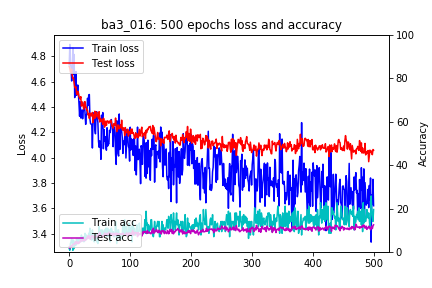 ba3_016: 500 epochs loss and accuracy
Train loss
Test loss
Train acc
Test acc
Loss
4.8
4.6
4.4
4.2
4.0
3.8
3.6
3.4
Accuracy
100
80
60
40
20
0
0 100 200 300 400 500